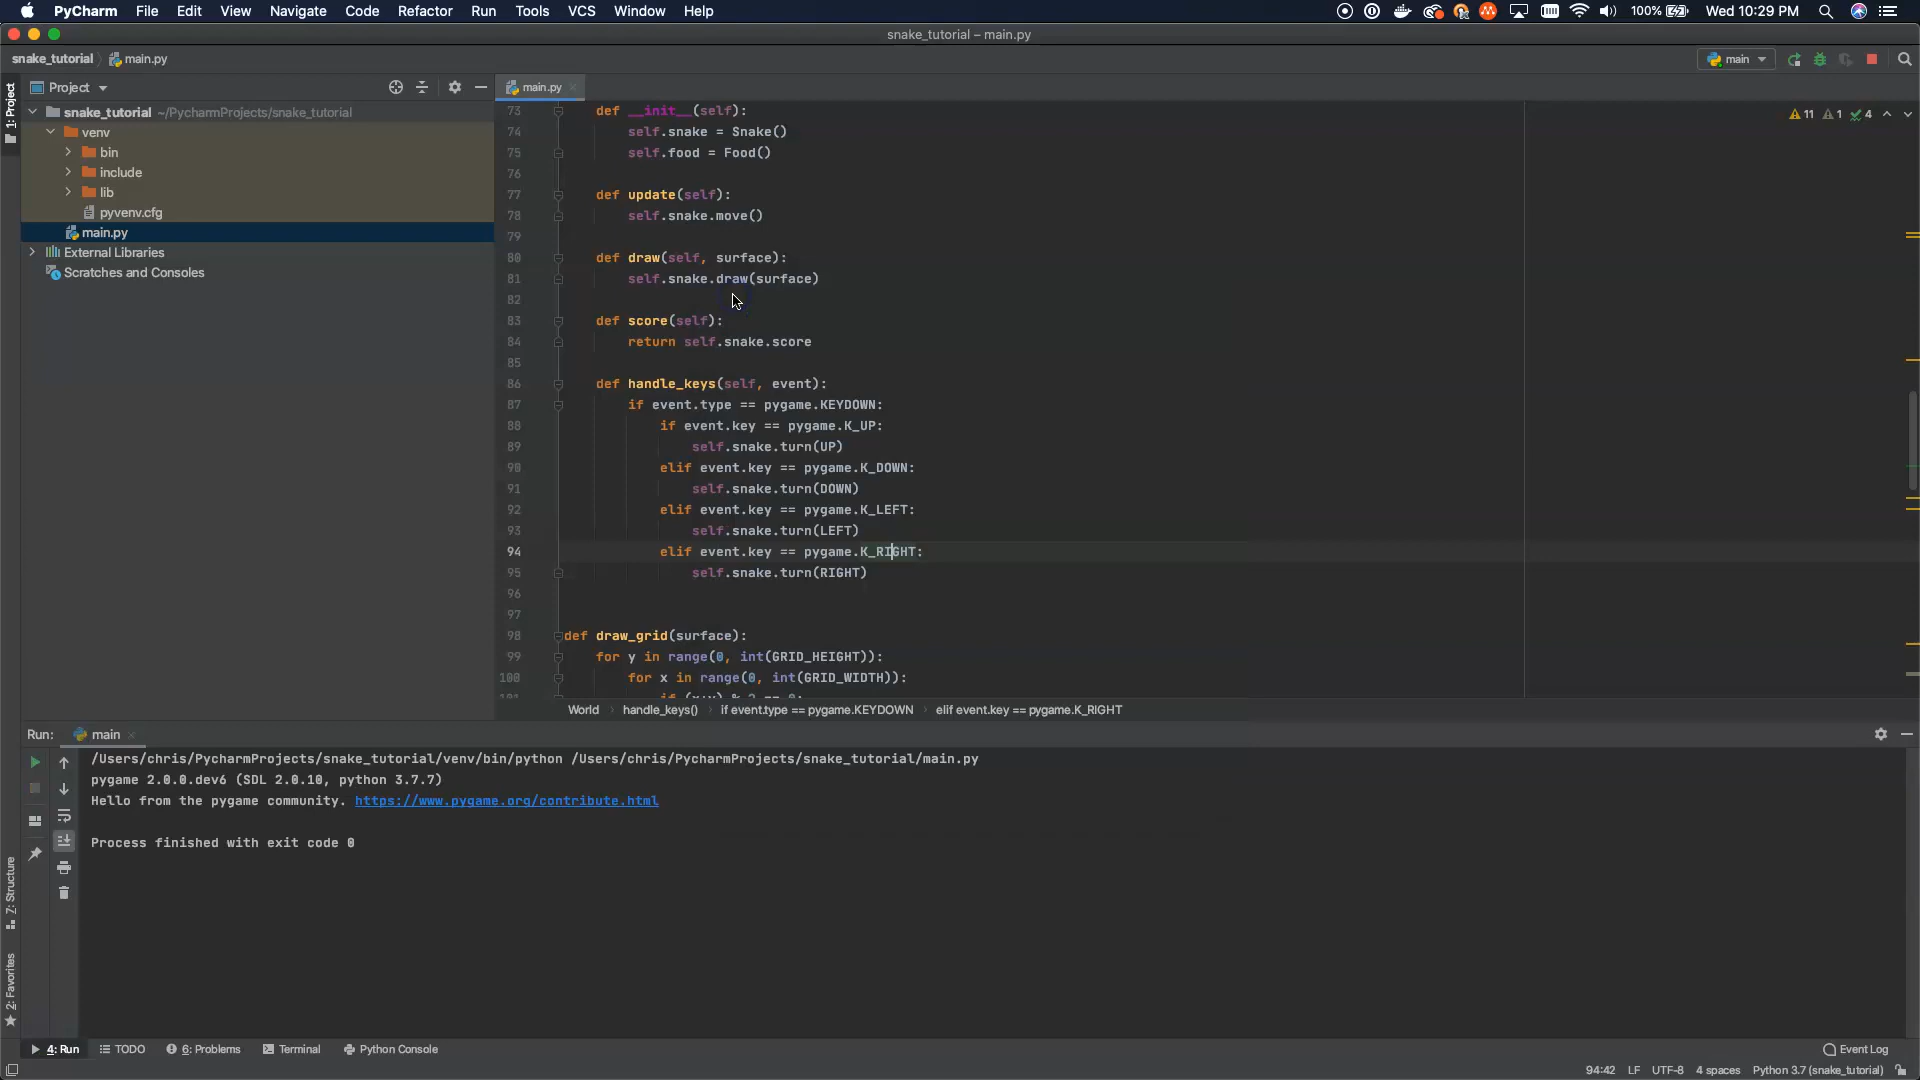 PyCharm File Edit View Navigate Code Refactor Run Tools VCS Window Help 100% Wed 10:29 PM
snake_tutorial – main.py
snake_tutorial main.py main
Project main.py
1: Project
snake_tutorial ~/PycharmProjects/snake_tutorial
venv
bin
include
lib
pyvenv.cfg
main.py
External Libraries
Scratches and Consoles
11 1 4
73 def __init__(self):
74 self.snake = Snake()
75 self.food = Food()
76
77 def update(self):
78 self.snake.move()
79
80 def draw(self, surface):
81 self.snake.draw(surface)
82
83 def score(self):
84 return self.snake.score
85
86 def handle_keys(self, event):
87 if event.type == pygame.KEYDOWN:
88 if event.key == pygame.K_UP:
89 self.snake.turn(UP)
90 elif event.key == pygame.K_DOWN:
91 self.snake.turn(DOWN)
92 elif event.key == pygame.K_LEFT:
93 self.snake.turn(LEFT)
94 elif event.key == pygame.K_RIGHT:
95 self.snake.turn(RIGHT)
96
97
98 def draw_grid(surface):
99 for y in range(0, int(GRID_HEIGHT)):
100 for x in range(0, int(GRID_WIDTH)):
101 if (x+y) % 2 == 0:
World handle_keys() if event.type == pygame.KEYDOWN elif event.key == pygame.K_RIGHT
Run: main
/Users/chris/PycharmProjects/snake_tutorial/venv/bin/python /Users/chris/PycharmProjects/snake_tutorial/main.py
pygame 2.0.0.dev6 (SDL 2.0.10, python 3.7.7)
Hello from the pygame community. https://www.pygame.org/contribute.html
Process finished with exit code 0
7: Structure
2: Favorites
4: Run TODO 6: Problems Terminal Python Console Event Log
94:42 LF UTF-8 4 spaces Python 3.7 (snake_tutorial)